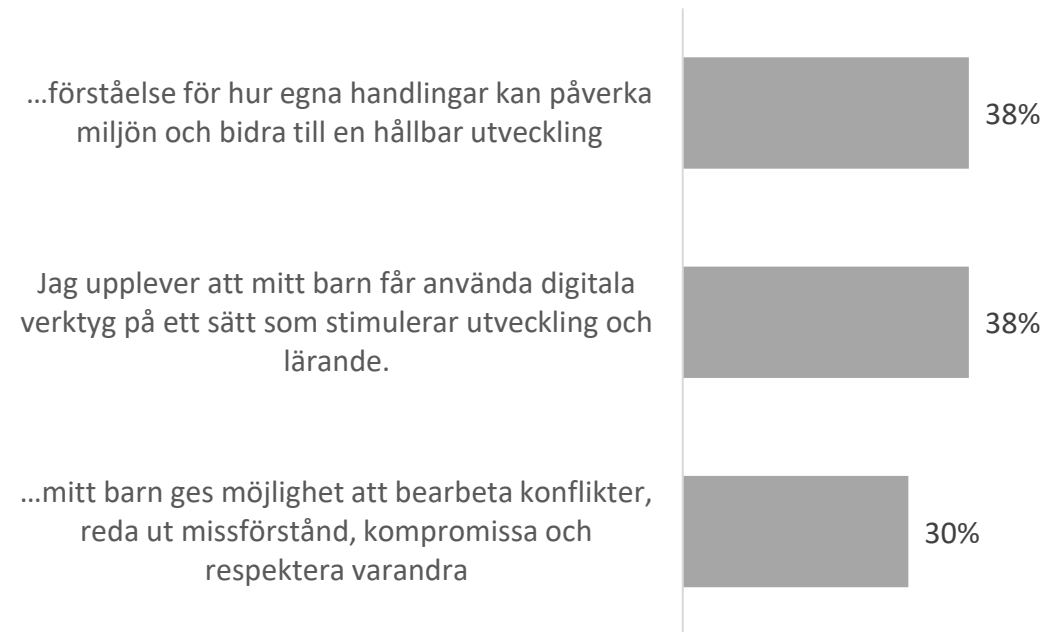 …förståelse för hur egna handlingar kan påverka
miljön och bidra till en hållbar utveckling
38%
Jag upplever att mitt barn får använda digitala
verktyg på ett sätt som stimulerar utveckling och
lärande.
38%
…mitt barn ges möjlighet att bearbeta konflikter,
reda ut missförstånd, kompromissa och
respektera varandra
30%